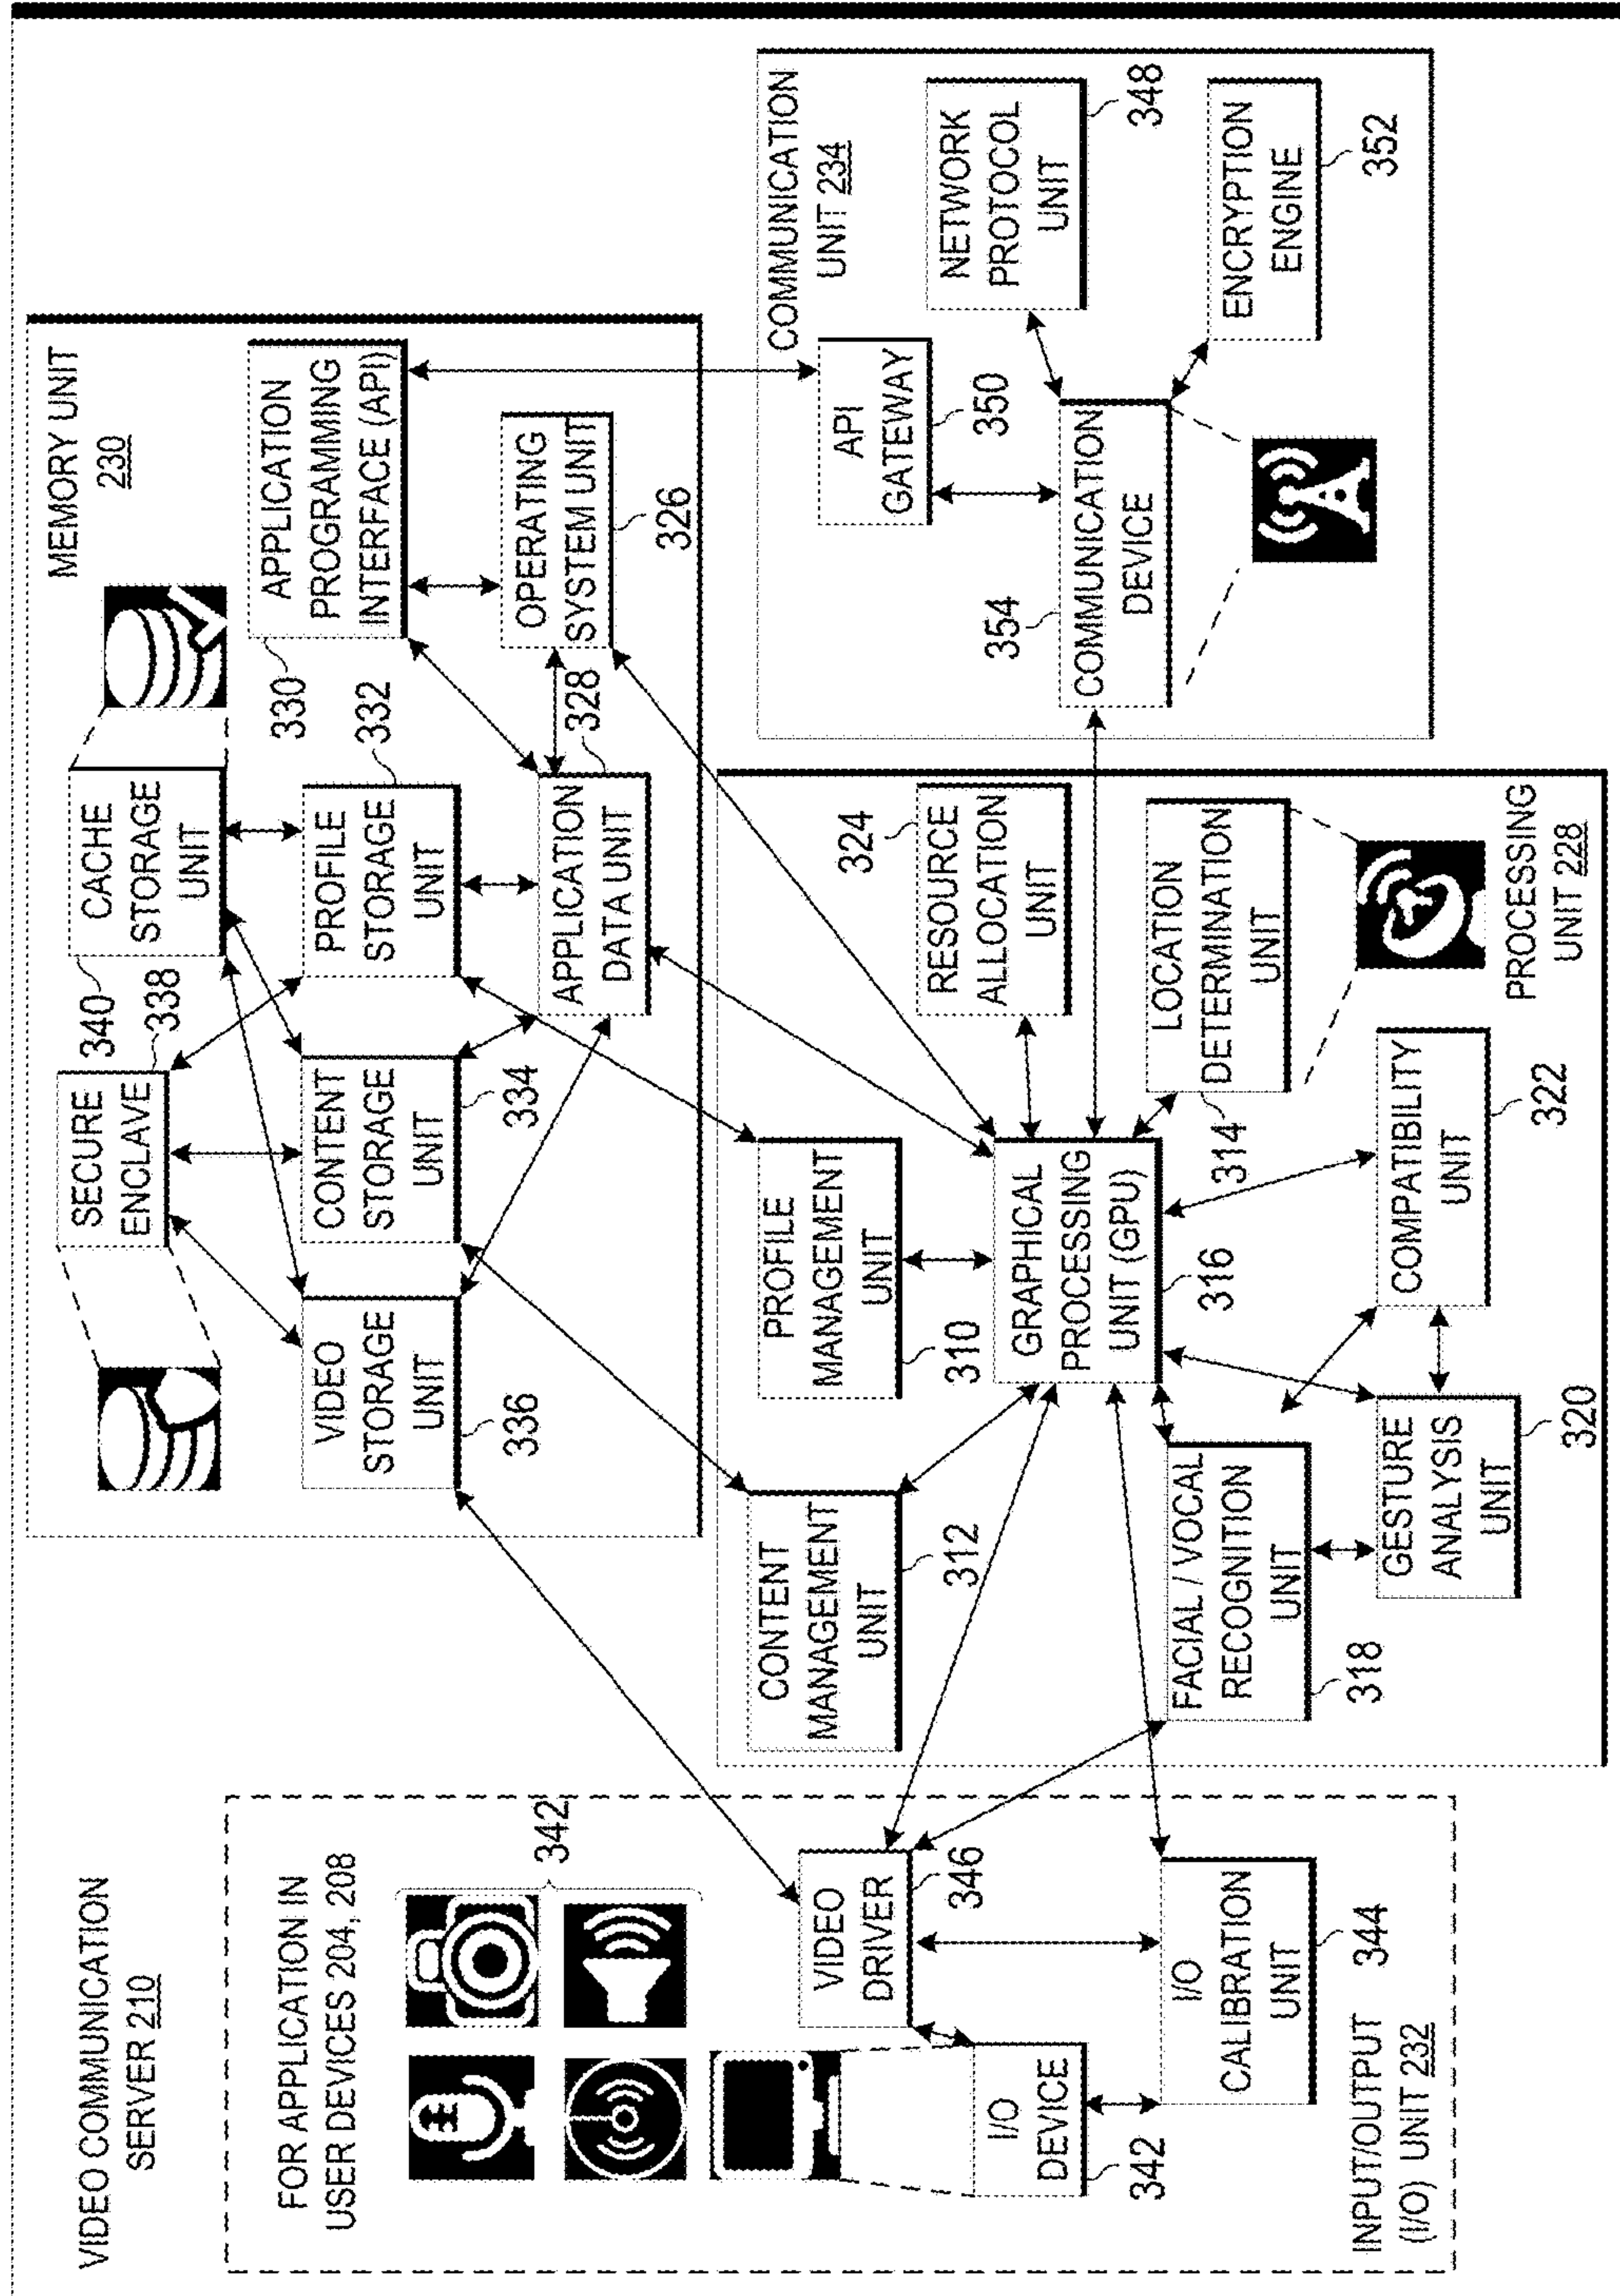 VIDEO COMMUNICATION
SERVER 210
FOR APPLICATION IN
USER DEVICES 204, 208
342
VIDEO
DRIVER
346
I/O
DEVICE
342
I/O
CALIBRATION
UNIT
344
INPUT/OUTPUT
(I/O) UNIT 232
MEMORY UNIT
230
SECURE
ENCLAVE
338
CACHE
STORAGE
UNIT
340
VIDEO
STORAGE
UNIT
336
CONTENT
STORAGE
UNIT
334
PROFILE
STORAGE
UNIT
332
APPLICATION
PROGRAMMING
INTERFACE (API)
330
APPLICATION
DATA UNIT
328
OPERATING
SYSTEM UNIT
326
CONTENT
MANAGEMENT
UNIT
312
PROFILE
MANAGEMENT
UNIT
310
RESOURCE
ALLOCATION
UNIT
324
GRAPHICAL
PROCESSING
UNIT (GPU)
316
LOCATION
DETERMINATION
UNIT
314
FACIAL / VOCAL
RECOGNITION
UNIT
318
GESTURE
ANALYSIS
UNIT
320
COMPATIBILITY
UNIT
322
PROCESSING
UNIT 228
COMMUNICATION
UNIT 234
API
GATEWAY
350
NETWORK
PROTOCOL
UNIT
348
COMMUNICATION
DEVICE
354
ENCRYPTION
ENGINE
352